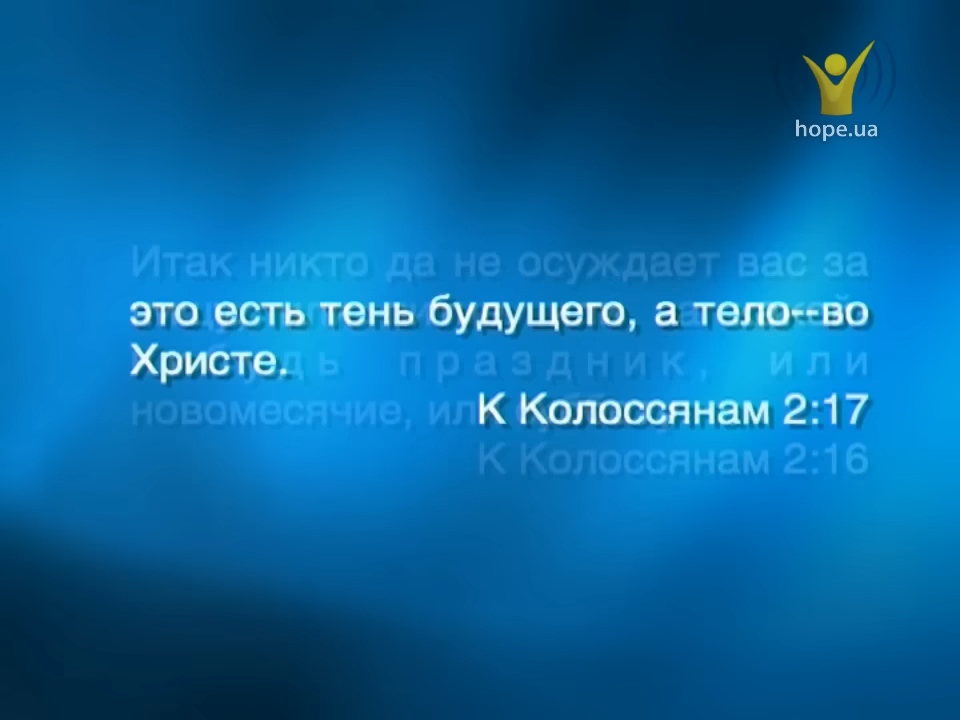 hope.ua
Итак никто да не осуждает вас за
это есть тень будущего, а тело--во
Христе.
праздник, или
новомесячие, или
К Колоссянам 2:17
К Колоссянам 2:16